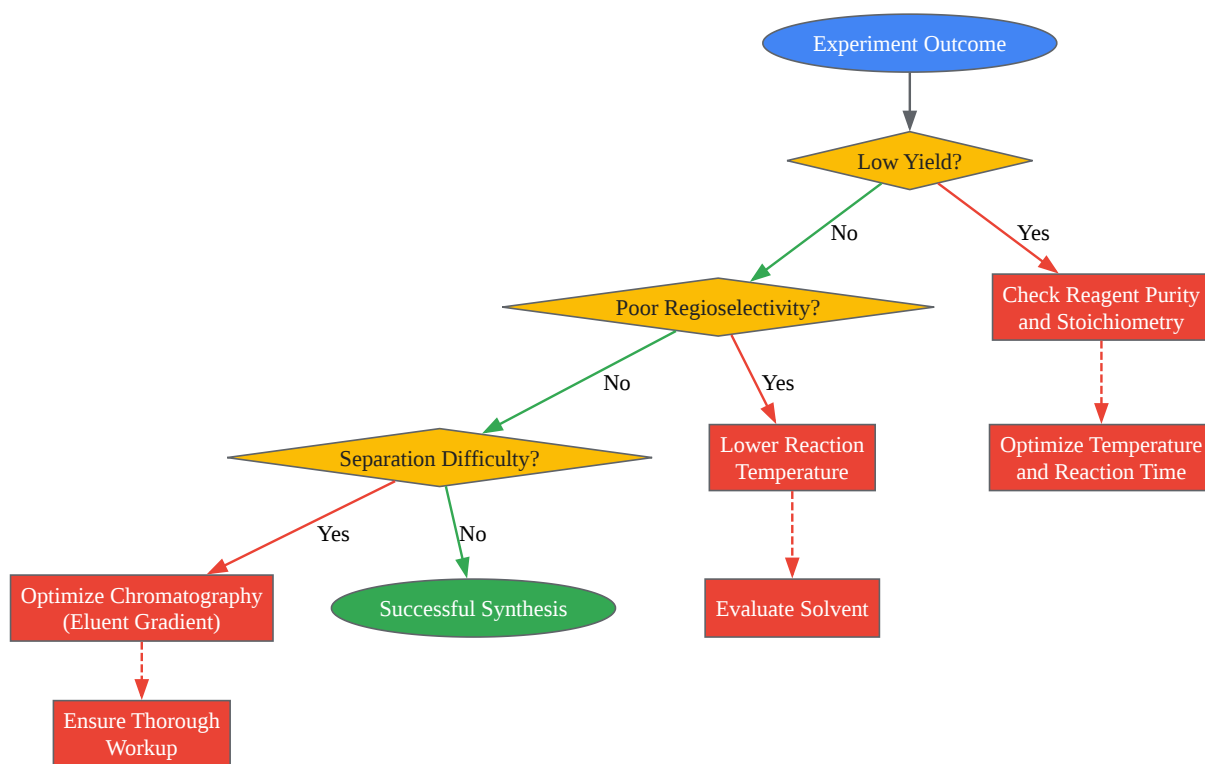 Experiment Outcome
Low Yield?
No
Yes
Check Reagent Purity
and Stoichiometry
Poor Regioselectivity?
No
Yes
Lower Reaction
Temperature
Optimize Temperature
and Reaction Time
Separation Difficulty?
Yes
No
Optimize Chromatography
(Eluent Gradient)
Successful Synthesis
Evaluate Solvent
Ensure Thorough
Workup